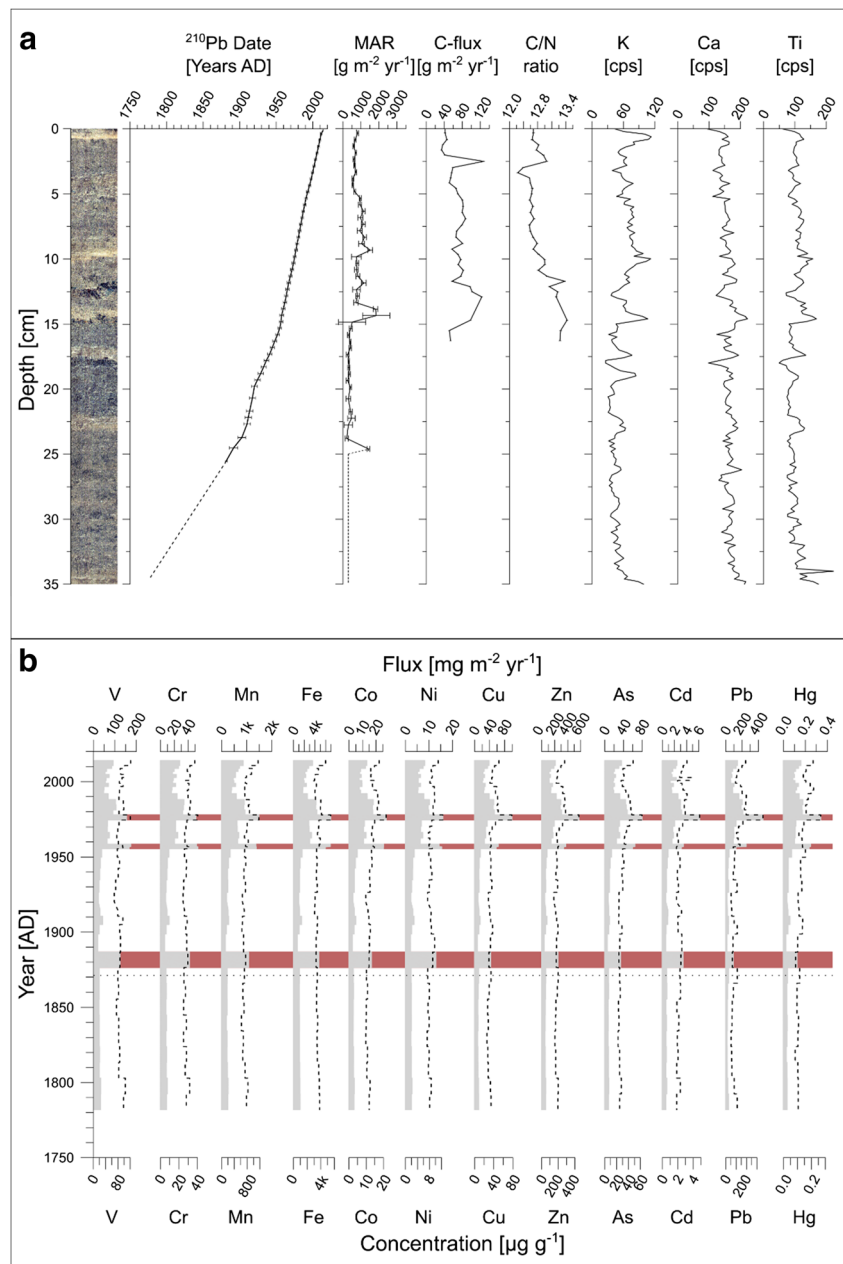 a
²¹⁰Pb Date MAR C-flux C/N K Ca Ti
[Years AD] [g m⁻² yr⁻¹] [g m⁻² yr⁻¹] ratio [cps] [cps] [cps]
1750 1800 1850 1900 1950 2000 0 1000 2000 3000 0 40 80 120 12.0 12.8 13.4 0 60 120 0 100 200 0 100 200
Depth [cm]
0
5
10
15
20
25
30
35
b
Flux [mg m⁻² yr⁻¹]
V Cr Mn Fe Co Ni Cu Zn As Cd Pb Hg
0 100 200 0 20 40 0 1k 2k 0 4k 0 10 20 0 10 20 0 40 80 0 200 400 600 0 40 80 0 2 4 6 0 200 400 0.0 0.2 0.4
Year [AD]
2000
1950
1900
1850
1800
1750
0 80 0 20 40 0 800 0 4k 0 10 20 0 8 0 40 80 0 200 400 0 20 40 60 0 2 4 0 200 0.0 0.2
V Cr Mn Fe Co Ni Cu Zn As Cd Pb Hg
Concentration [µg g⁻¹]